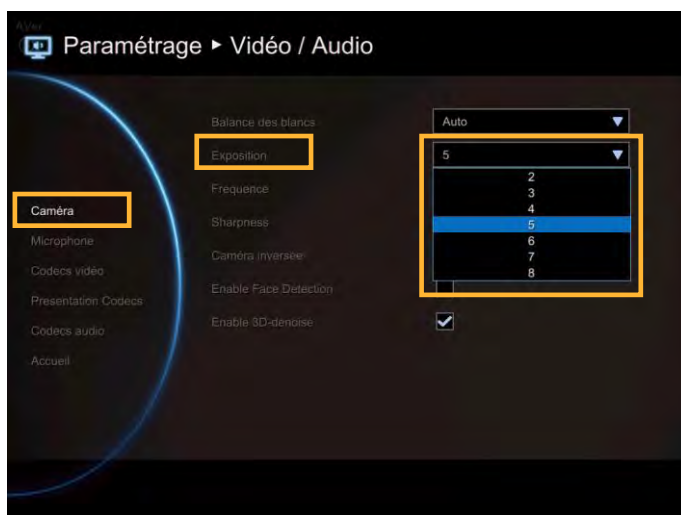 AVer
Paramétrage ► Vidéo / Audio
Balance des blancs
Auto
Exposition
5
2
3
4
5
6
7
8
Frequence
Sharpness
Caméra inversée
Enable Face Detection
Enable 3D-denoise
Caméra
Microphone
Codecs vidéo
Presentation Codecs
Codecs audio
Accueil